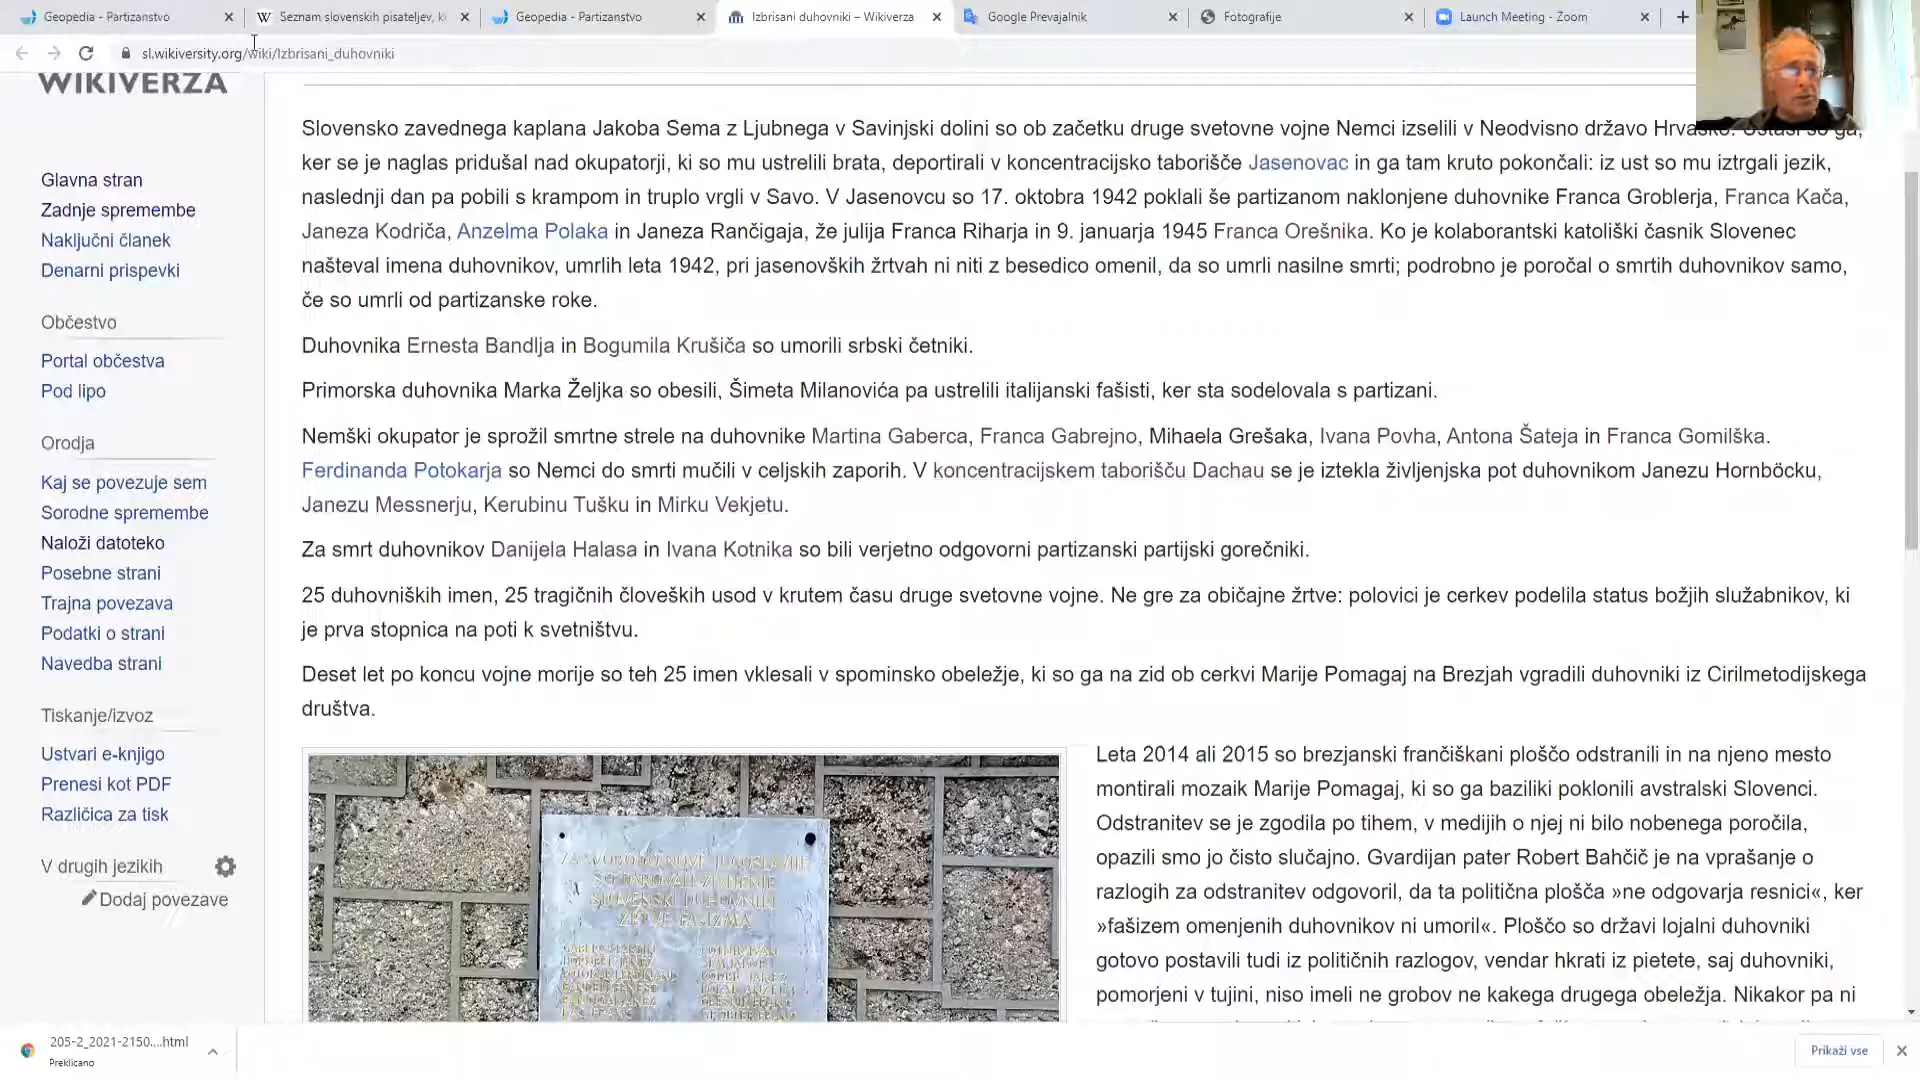 Geopedia - Partizanstvo
Seznam slovenskih pisateljev, k
Geopedia - Partizanstvo
Izbrisani duhovniki – Wikiverza
Google Prevajalnik
Fotografije
Launch Meeting - Zoom
sl.wikiversity.org/wiki/Izbrisani_duhovniki
WIKIVERZA
Glavna stran
Zadnje spremembe
Naključni članek
Denarni prispevki
Občestvo
Portal občestva
Pod lipo
Orodja
Kaj se povezuje sem
Sorodne spremembe
Naloži datoteko
Posebne strani
Trajna povezava
Podatki o strani
Navedba strani
Tiskanje/izvoz
Ustvari e-knjigo
Prenesi kot PDF
Različica za tisk
V drugih jezikih
Dodaj povezave
Slovensko zavednega kaplana Jakoba Sema z Ljubnega v Savinjski dolini so ob začetku druge svetovne vojne Nemci izselili v Neodvisno državo Hrvaško. Ustaši so ga,
ker se je naglas pridušal nad okupatorji, ki so mu ustrelili brata, deportirali v koncentracijsko taborišče Jasenovac in ga tam kruto pokončali: iz ust so mu iztrgali jezik,
naslednji dan pa pobili s krampom in truplo vrgli v Savo. V Jasenovcu so 17. oktobra 1942 poklali še partizanom naklonjene duhovnike Franca Groblerja, Franca Kača,
Janeza Kodriča, Anzelma Polaka in Janeza Rančigaja, že julija Franca Riharja in 9. januarja 1945 Franca Orešnika. Ko je kolaborantski katoliški časnik Slovenec
našteval imena duhovnikov, umrlih leta 1942, pri jasenovških žrtvah ni niti z besedico omenil, da so umrli nasilne smrti; podrobno je poročal o smrtih duhovnikov samo,
če so umrli od partizanske roke.
Duhovnika Ernesta Bandlja in Bogumila Krušiča so umorili srbski četniki.
Primorska duhovnika Marka Željka so obesili, Šimeta Milanovića pa ustrelili italijanski fašisti, ker sta sodelovala s partizani.
Nemški okupator je sprožil smrtne strele na duhovnike Martina Gaberca, Franca Gabrejno, Mihaela Grešaka, Ivana Povha, Antona Šateja in Franca Gomilška.
Ferdinanda Potokarja so Nemci do smrti mučili v celjskih zaporih. V koncentracijskem taborišču Dachau se je iztekla življenjska pot duhovnikom Janezu Hornböcku,
Janezu Messnerju, Kerubinu Tušku in Mirku Vekjetu.
Za smrt duhovnikov Danijela Halasa in Ivana Kotnika so bili verjetno odgovorni partizanski partijski gorečniki.
25 duhovniških imen, 25 tragičnih človeških usod v krutem času druge svetovne vojne. Ne gre za običajne žrtve: polovici je cerkev podelila status božjih služabnikov, ki
je prva stopnica na poti k svetništvu.
Deset let po koncu vojne morije so teh 25 imen vklesali v spominsko obeležje, ki so ga na zid ob cerkvi Marije Pomagaj na Brezjah vgradili duhovniki iz Cirilmetodijskega
društva.
ZA SVOBODO NOVE JUGOSLAVIJE
SO DAROVALI ŽIVLJENJE
SLOVENSKI DUHOVNIKI
ŽRTVE FAŠIZMA
Leta 2014 ali 2015 so brezjanski frančiškani ploščo odstranili in na njeno mesto
montirali mozaik Marije Pomagaj, ki so ga baziliki poklonili avstralski Slovenci.
Odstranitev se je zgodila po tihem, v medijih o njej ni bilo nobenega poročila,
opazili smo jo čisto slučajno. Gvardijan pater Robert Bahčič je na vprašanje o
razlogih za odstranitev odgovoril, da ta politična plošča »ne odgovarja resnici«, ker
»fašizem omenjenih duhovnikov ni umoril«. Ploščo so državi lojalni duhovniki
gotovo postavili tudi iz političnih razlogov, vendar hkrati iz pietete, saj duhovniki,
pomorjeni v tujini, niso imeli ne grobov ne kakega drugega obeležja. Nikakor pa ni
205-2_2021-2150....html
Preklicano
Prikaži vse